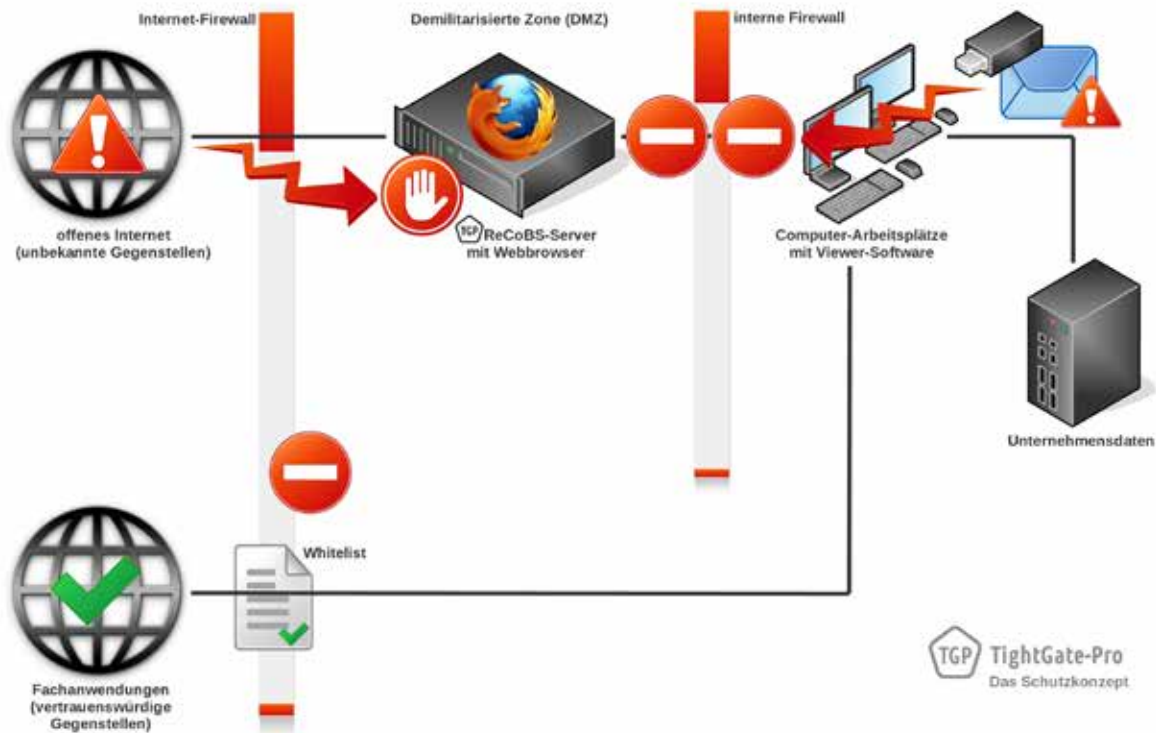 Internet-Firewall
Demilitarisierte Zone (DMZ)
interne Firewall
offenes Internet
(unbekannte Gegenstellen)
TGP
ReCoBS-Server
mit Webbrowser
Computer-Arbeitsplätze
mit Viewer-Software
Unternehmensdaten
Whitelist
Fachanwendungen
(vertrauenswürdige
Gegenstellen)
TGP TightGate-Pro
Das Schutzkonzept